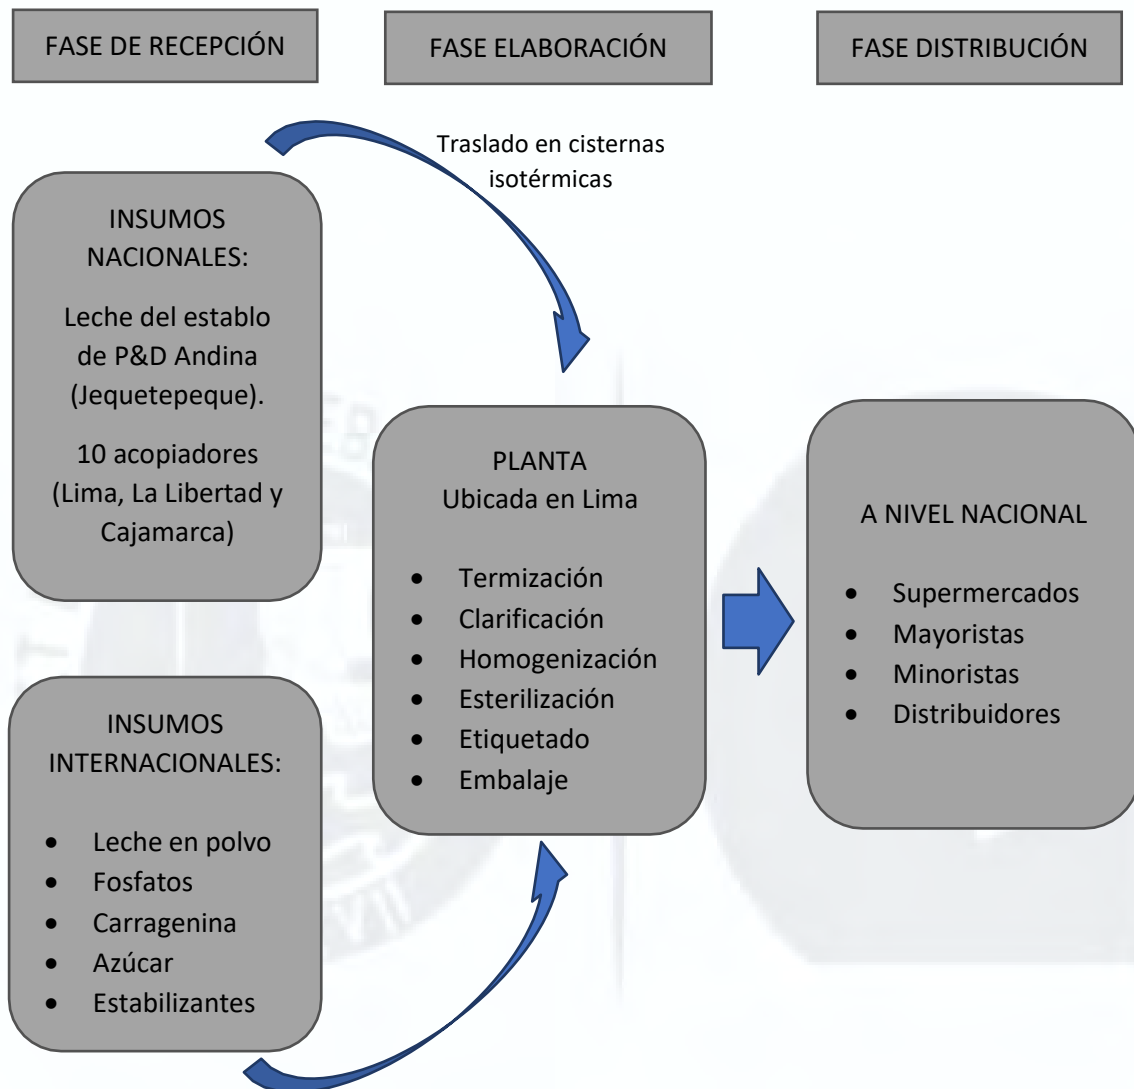 FASE DE RECEPCIÓN
FASE ELABORACIÓN
FASE DISTRIBUCIÓN
Traslado en cisternas
isotérmicas
INSUMOS
NACIONALES:
Leche del establo
de P&D Andina
(Jequetepeque).
10 acopiadores
(Lima, La Libertad y
Cajamarca)
INSUMOS
INTERNACIONALES:
• Leche en polvo
• Fosfatos
• Carragenina
• Azúcar
• Estabilizantes
PLANTA
Ubicada en Lima
• Termización
• Clarificación
• Homogenización
• Esterilización
• Etiquetado
• Embalaje
A NIVEL NACIONAL
• Supermercados
• Mayoristas
• Minoristas
• Distribuidores